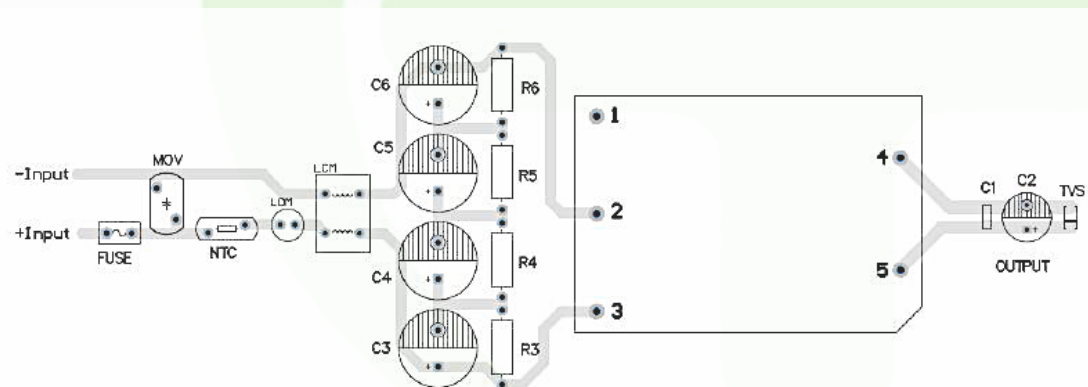 C6
R6
1
MOV
C5
LCM
4
-Input
R5
C1
C2
TVS
LDM
2
+Input
FUSE
NTC
C4
R4
5
OUTPUT
3
C3
R3
+
+
+
+
+